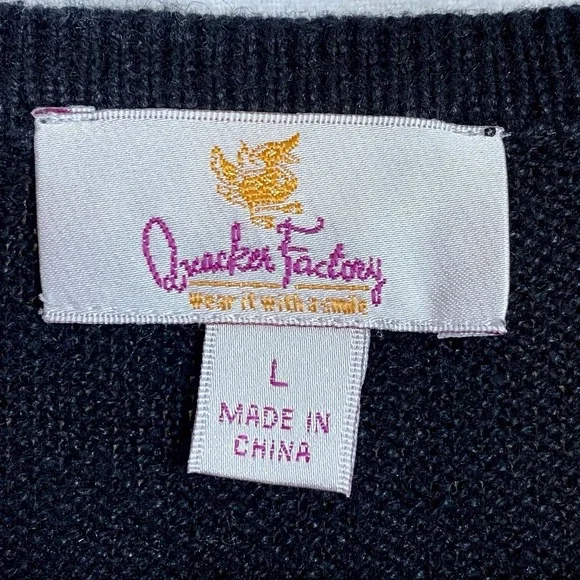 Quacker Factory
wear it with a smile
L
MADE IN
CHINA